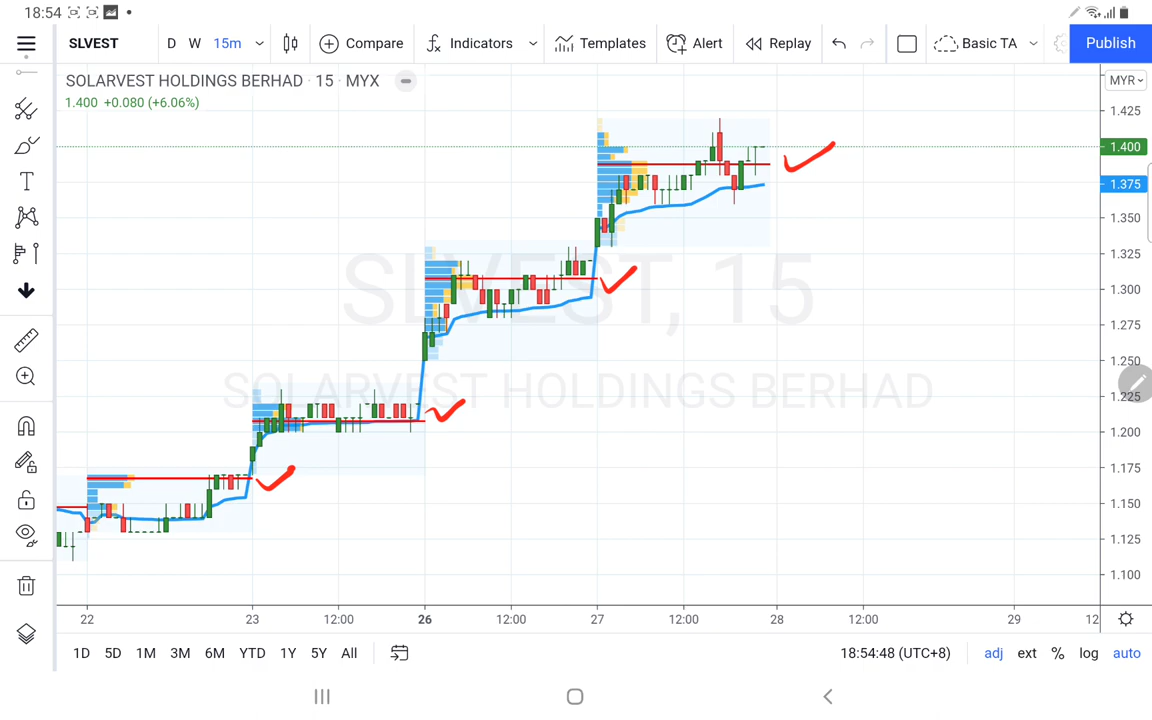 18:54
SLVEST D W 15m Compare Indicators Templates Alert Replay Basic TA Publish
SOLARVEST HOLDINGS BERHAD · 15 · MYX
1.400 +0.080 (+6.06%)
MYR
1.425
1.400
1.375
1.350
1.325
1.300
1.275
1.250
1.225
1.200
1.175
1.150
1.125
1.100
SLVEST, 15
SOLARVEST HOLDINGS BERHAD
22 23 12:00 26 12:00 27 12:00 28 12:00 29 12
1D 5D 1M 3M 6M YTD 1Y 5Y All 18:54:48 (UTC+8) adj ext % log auto